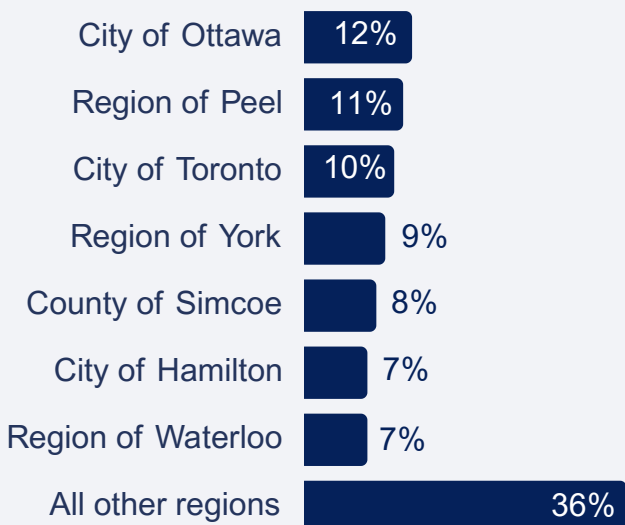 City of Ottawa 12%
Region of Peel 11%
City of Toronto 10%
Region of York 9%
County of Simcoe 8%
City of Hamilton 7%
Region of Waterloo 7%
All other regions 36%